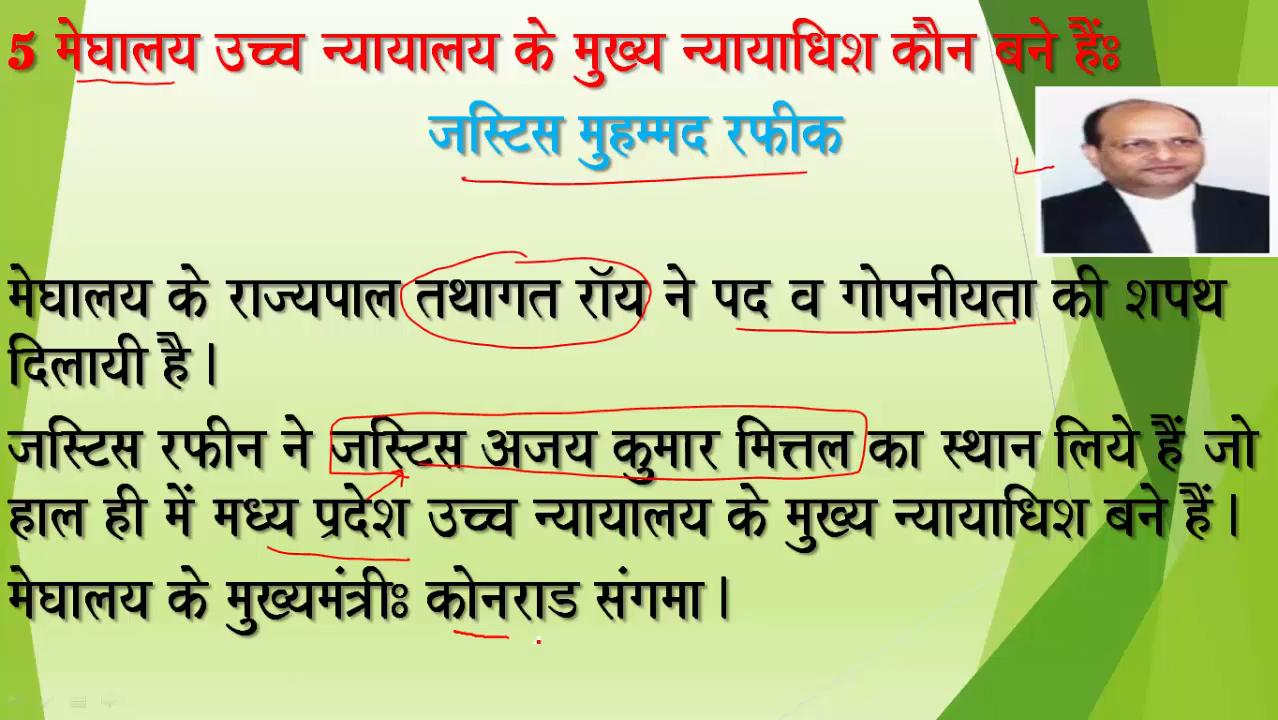 5 मेघालय उच्च न्यायालय के मुख्य न्यायाधिश कौन बने हैंः
जस्टिस मुहम्मद रफीक
मेघालय के राज्यपाल तथागत रॉय ने पद व गोपनीयता की शपथ
दिलायी है।
जस्टिस रफीन ने जस्टिस अजय कुमार मित्तल का स्थान लिये हैं जो
हाल ही में मध्य प्रदेश उच्च न्यायालय के मुख्य न्यायाधिश बने हैं।
मेघालय के मुख्यमंत्रीः कोनराड संगमा।